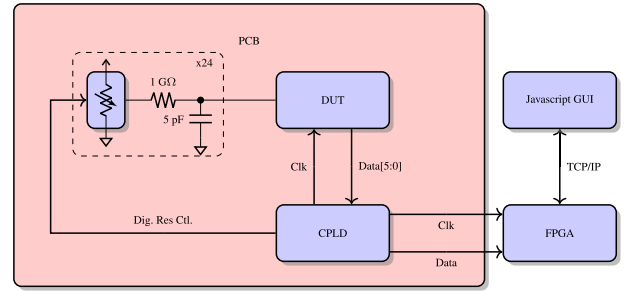 PCB
x24
1 GΩ
5 pF
DUT
Javascript GUI
Clk
Data[5:0]
TCP/IP
Dig. Res Ctl.
CPLD
Clk
FPGA
Data